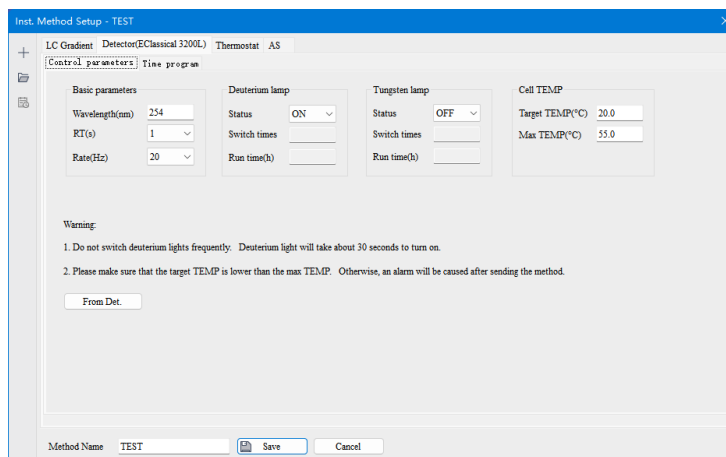 Inst. Method Setup - TEST
LC Gradient Detector(EClassical 3200L) Thermostat AS
Control parameters Time program
Basic parameters Deuterium lamp Tungsten lamp Cell TEMP
Wavelength(nm) 254 Status ON Status OFF Target TEMP(°C) 20.0
RT(s) 1 Switch times Switch times Max TEMP(°C) 55.0
Rate(Hz) 20 Run time(h) Run time(h)
Warning:
1. Do not switch deuterium lights frequently. Deuterium light will take about 30 seconds to turn on.
2. Please make sure that the target TEMP is lower than the max TEMP. Otherwise, an alarm will be caused after sending the method.
From Det.
Method Name TEST Save Cancel